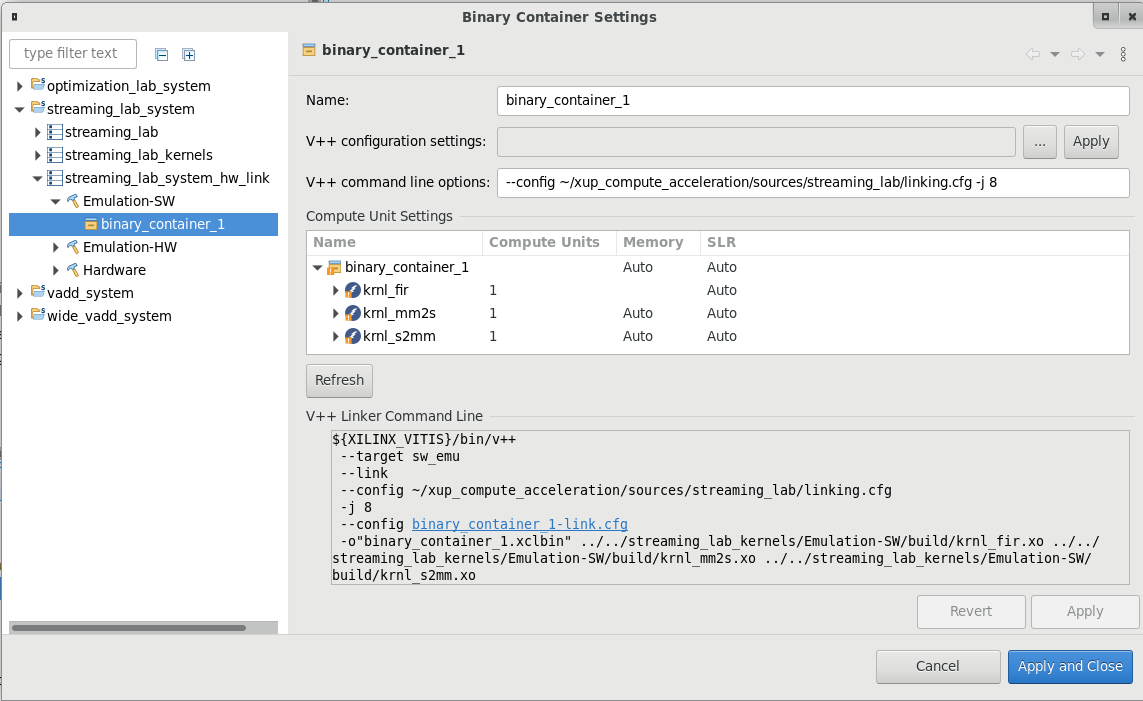 Binary Container Settings
type filter text
optimization_lab_system
streaming_lab_system
streaming_lab
streaming_lab_kernels
streaming_lab_system_hw_link
Emulation-SW
binary_container_1
Emulation-HW
Hardware
vadd_system
wide_vadd_system
binary_container_1
Name: binary_container_1
V++ configuration settings: ... Apply
V++ command line options: --config ~/xup_compute_acceleration/sources/streaming_lab/linking.cfg -j 8
Compute Unit Settings
Name Compute Units Memory SLR
binary_container_1 Auto Auto
krnl_fir 1 Auto
krnl_mm2s 1 Auto Auto
krnl_s2mm 1 Auto Auto
Refresh
V++ Linker Command Line
${XILINX_VITIS}/bin/v++
--target sw_emu
--link
--config ~/xup_compute_acceleration/sources/streaming_lab/linking.cfg
-j 8
--config binary_container_1-link.cfg
-o"binary_container_1.xclbin" ../../streaming_lab_kernels/Emulation-SW/build/krnl_fir.xo ../../
streaming_lab_kernels/Emulation-SW/build/krnl_mm2s.xo ../../streaming_lab_kernels/Emulation-SW/
build/krnl_s2mm.xo
Revert Apply
Cancel Apply and Close